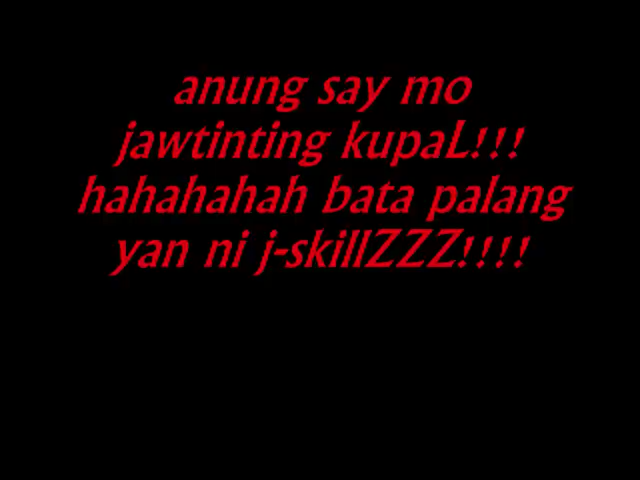 anung say mo
jawtinting kupaL!!!
hahahahah bata palang
yan ni j-skillZZZ!!!!